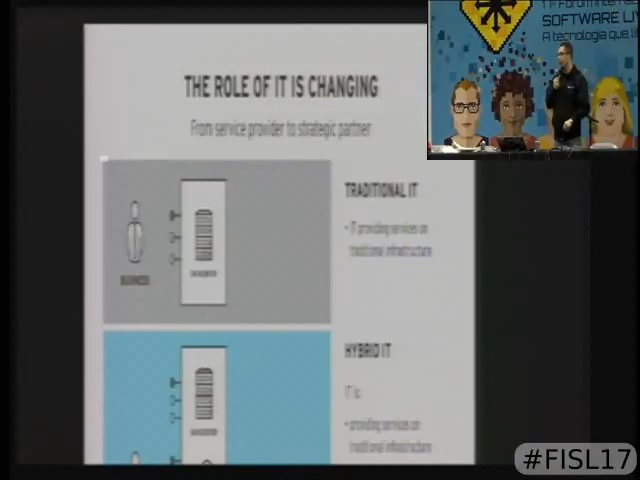 THE ROLE OF IT IS CHANGING
From service provider to strategic partner
TRADITIONAL IT
• IT providing services on
traditional infrastructure
BUSINESS
HYBRID IT
IT is:
• providing services on
traditional infrastructure
SOFTWARE LI
A tecnologia que li
#FISL17